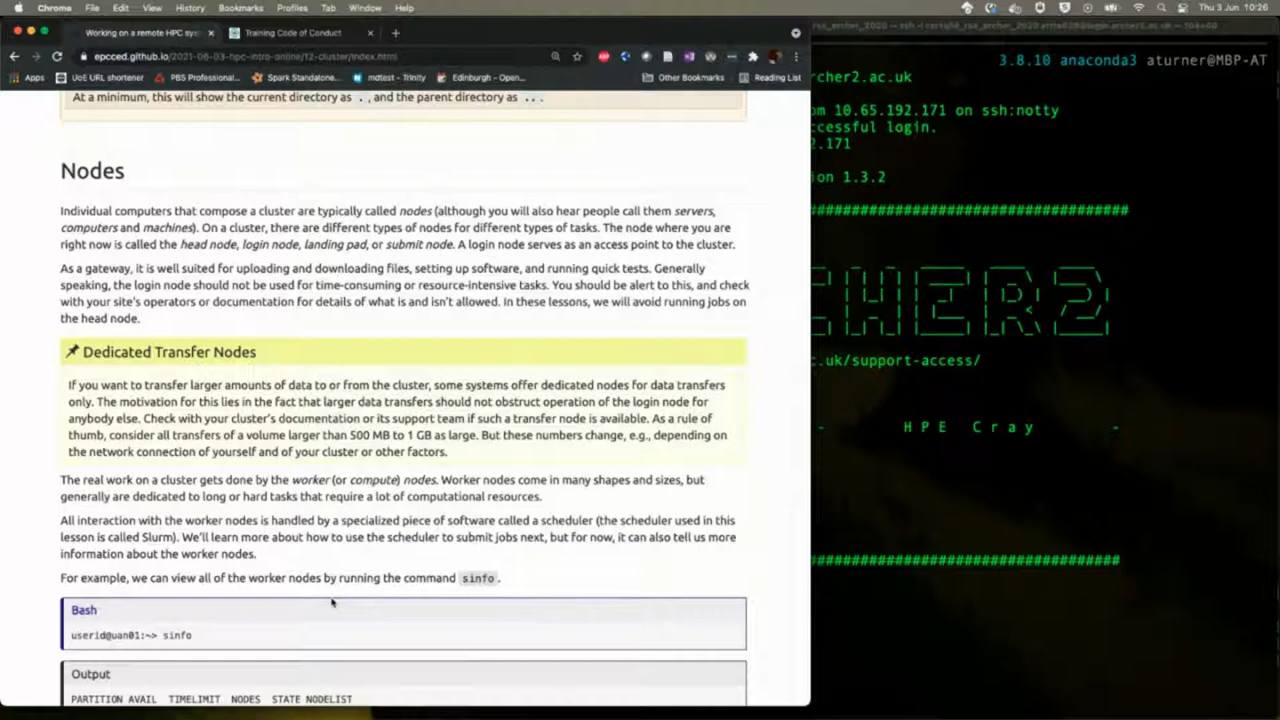 Chrome File Edit View History Bookmarks Profiles Tab Window Help Thu 3 Jun 10:26
Working on a remote HPC sys Training Code of Conduct
epcced.github.io/2021-06-03-hpc-intro-online/12-cluster/index.html
Apps UoE URL shortener PBS Professional... Spark Standalone... mdtest - Trinity Edinburgh - Open... Other Bookmarks Reading List
At a minimum, this will show the current directory as . , and the parent directory as .. .
Nodes
Individual computers that compose a cluster are typically called nodes (although you will also hear people call them servers,
computers and machines). On a cluster, there are different types of nodes for different types of tasks. The node where you are
right now is called the head node, login node, landing pad, or submit node. A login node serves as an access point to the cluster.
As a gateway, it is well suited for uploading and downloading files, setting up software, and running quick tests. Generally
speaking, the login node should not be used for time-consuming or resource-intensive tasks. You should be alert to this, and check
with your site's operators or documentation for details of what is and isn't allowed. In these lessons, we will avoid running jobs on
the head node.
Dedicated Transfer Nodes
If you want to transfer larger amounts of data to or from the cluster, some systems offer dedicated nodes for data transfers
only. The motivation for this lies in the fact that larger data transfers should not obstruct operation of the login node for
anybody else. Check with your cluster's documentation or its support team if such a transfer node is available. As a rule of
thumb, consider all transfers of a volume larger than 500 MB to 1 GB as large. But these numbers change, e.g., depending on
the network connection of yourself and of your cluster or other factors.
The real work on a cluster gets done by the worker (or compute) nodes. Worker nodes come in many shapes and sizes, but
generally are dedicated to long or hard tasks that require a lot of computational resources.
All interaction with the worker nodes is handled by a specialized piece of software called a scheduler (the scheduler used in this
lesson is called Slurm). We'll learn more about how to use the scheduler to submit jobs next, but for now, it can also tell us more
information about the worker nodes.
For example, we can view all of the worker nodes by running the command sinfo .
Bash
userid@uan01:~> sinfo
Output
PARTITION AVAIL TIMELIMIT NODES STATE NODELIST
3.8.10 anaconda3 aturner@MBP-AT
rcher2.ac.uk
om 10.65.192.171 on ssh:notty
ccessful login.
2.171
ion 1.3.2
#######################################
CHER2
c.uk/support-access/
- HPE Cray -
######################################